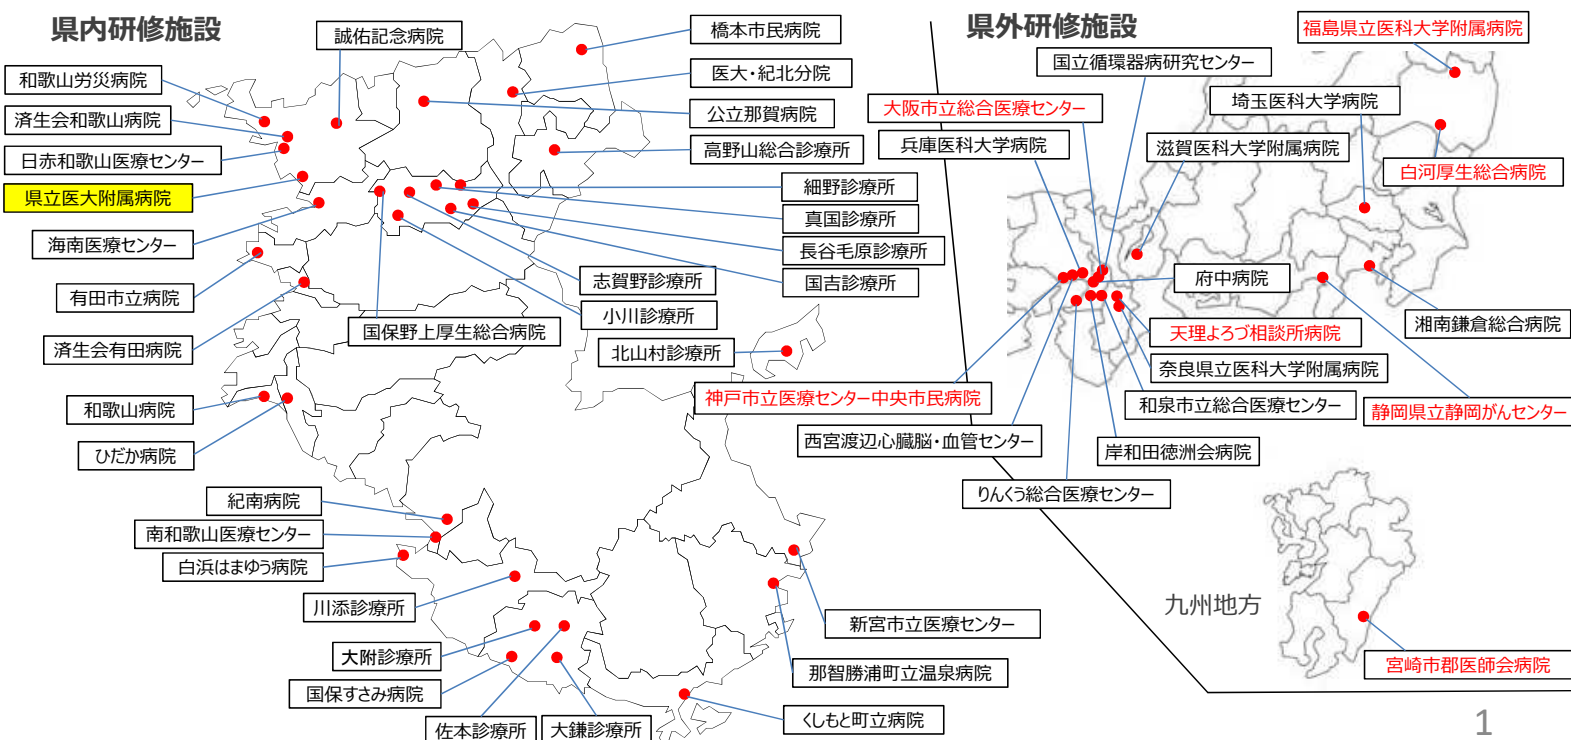 県内研修施設
誠佑記念病院
橋本市民病院
和歌山労災病院
医大・紀北分院
済生会和歌山病院
公立那賀病院
日赤和歌山医療センター
高野山総合診療所
県立医大附属病院
細野診療所
真国診療所
海南医療センター
長谷毛原診療所
志賀野診療所
国吉診療所
有田市立病院
小川診療所
国保野上厚生総合病院
済生会有田病院
北山村診療所
和歌山病院
ひだか病院
紀南病院
南和歌山医療センター
白浜はまゆう病院
川添診療所
新宮市立医療センター
大附診療所
那智勝浦町立温泉病院
国保すさみ病院
くしもと町立病院
佐本診療所
大鎌診療所
県外研修施設
福島県立医科大学附属病院
国立循環器病研究センター
大阪市立総合医療センター
埼玉医科大学病院
兵庫医科大学病院
滋賀医科大学附属病院
白河厚生総合病院
府中病院
天理よろづ相談所病院
湘南鎌倉総合病院
奈良県立医科大学附属病院
神戸市立医療センター中央市民病院
和泉市立総合医療センター
静岡県立静岡がんセンター
西宮渡辺心臓脳・血管センター
岸和田徳洲会病院
りんくう総合医療センター
九州地方
宮崎市郡医師会病院
1